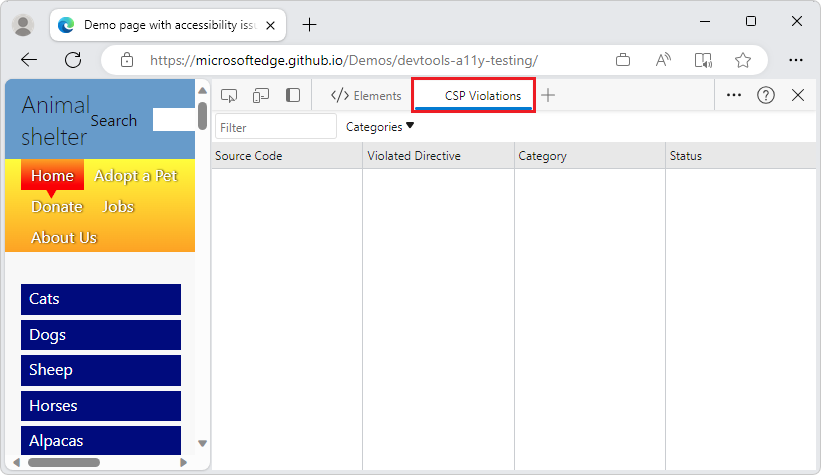 Demo page with accessibility issu
https://microsoftedge.github.io/Demos/devtools-a11y-testing/
Animal
shelter
Search
Home Adopt a Pet
Donate Jobs
About Us
Cats
Dogs
Sheep
Horses
Alpacas
Elements CSP Violations
Filter Categories
Source Code Violated Directive Category Status